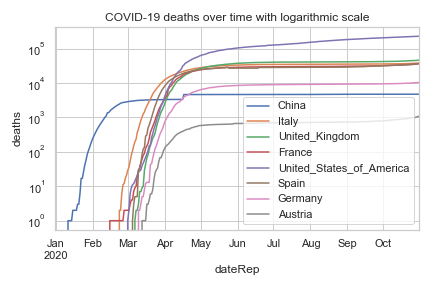 COVID-19 deaths over time with logarithmic scale
deaths
10^5
10^4
10^3
10^2
10^1
10^0
China
Italy
United_Kingdom
France
United_States_of_America
Spain
Germany
Austria
Jan Feb Mar Apr May Jun Jul Aug Sep Oct
2020
dateRep